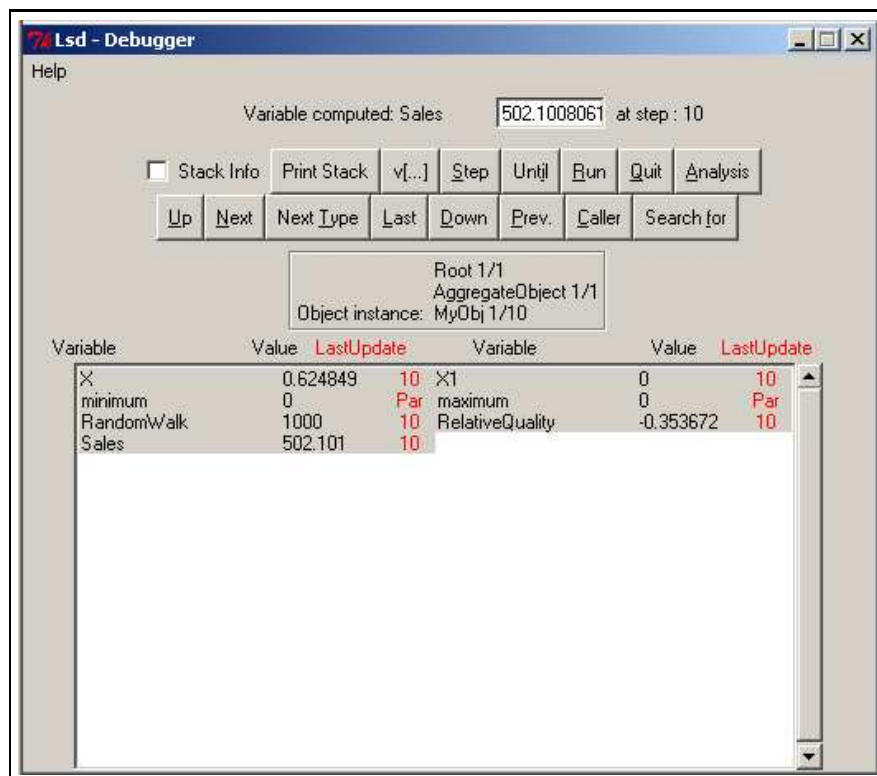 Lsd - Debugger
Help
Variable computed: Sales 502.1008061 at step : 10
Stack Info Print Stack v[...] Step Until Run Quit Analysis
Up Next Next Type Last Down Prev. Caller Search for
Root 1/1
AggregateObject 1/1
Object instance: MyObj 1/10
Variable Value LastUpdate Variable Value LastUpdate
X 0.624849 10 X1 0 10
minimum 0 Par maximum 0 Par
RandomWalk 1000 10 RelativeQuality -0.353672 10
Sales 502.101 10